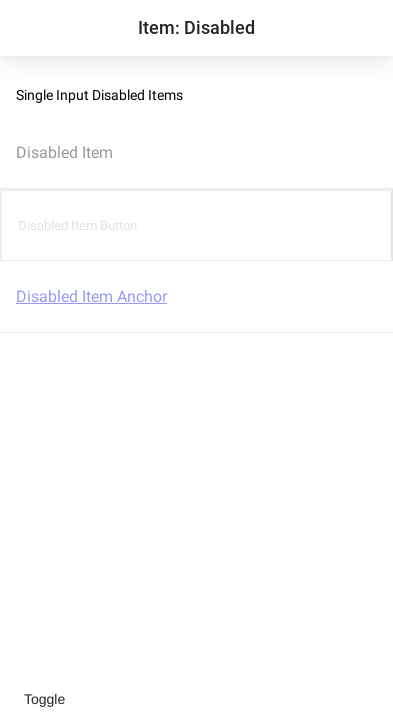 Item: Disabled
Single Input Disabled Items
Disabled Item
Disabled Item Button
Disabled Item Anchor
Toggle